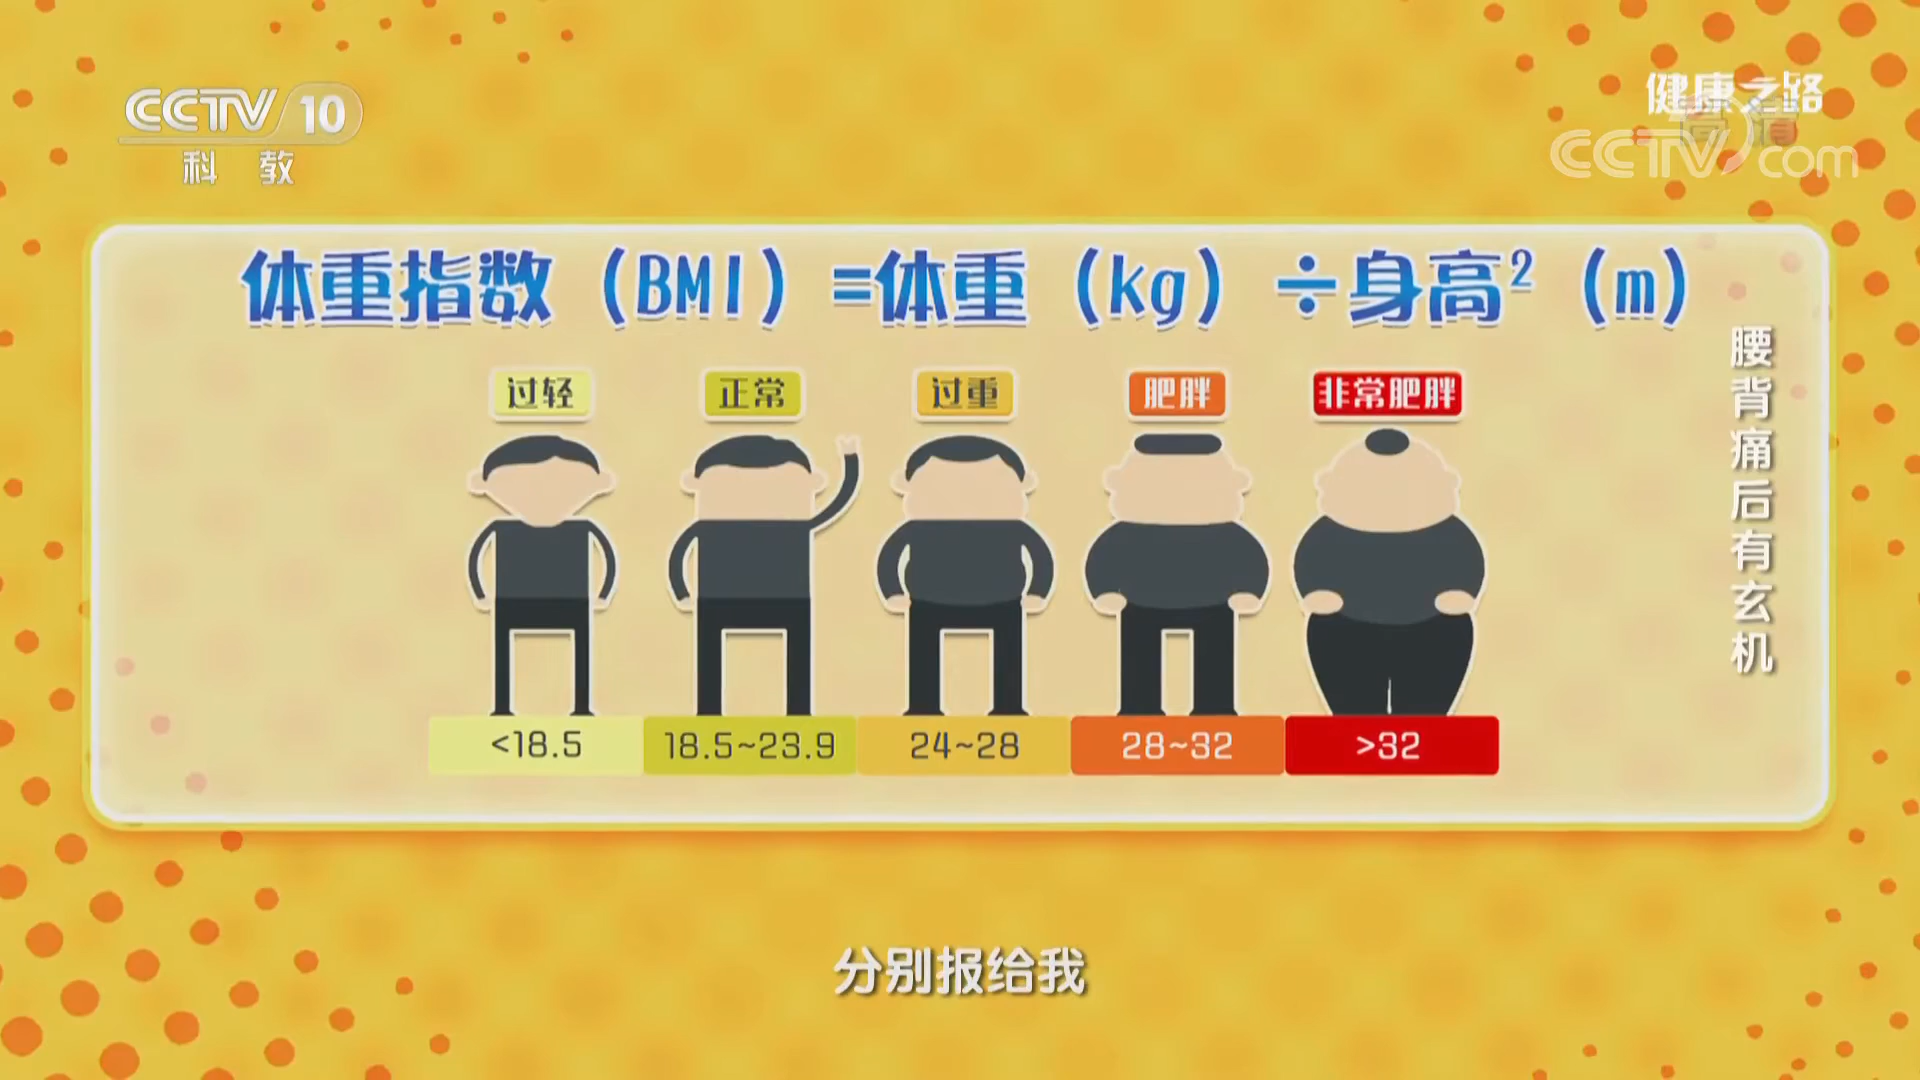 CCTV 10
科 教
健康之路
高清
CCTV.com
体重指数（BMI）=体重（kg）÷身高²（m）
过轻 正常 过重 肥胖 非常肥胖
<18.5 18.5~23.9 24~28 28~32 >32
腰背痛后有玄机
分别报给我